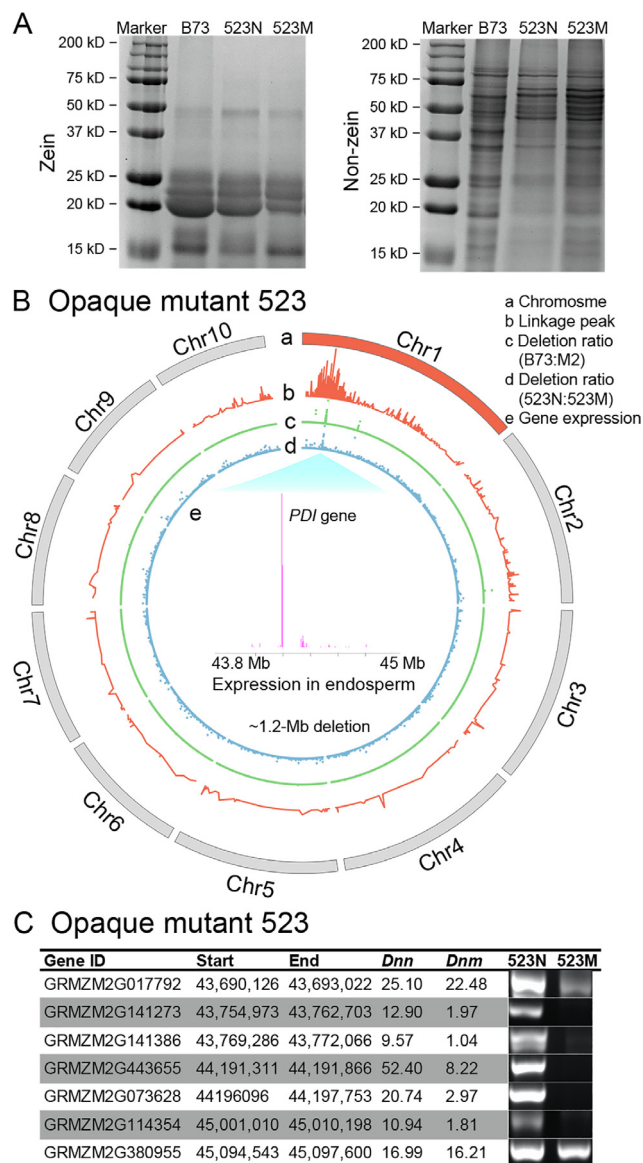 A
Marker B73 523N 523M
200 kD
75 kD
50 kD
37 kD
25 kD
20 kD
15 kD
Zein
Marker B73 523N 523M
200 kD
75 kD
50 kD
37 kD
25 kD
20 kD
15 kD
Non-zein
B Opaque mutant 523
a Chromosme
b Linkage peak
c Deletion ratio
(B73:M2)
d Deletion ratio
(523N:523M)
e Gene expression
a
b
c
d
e
Chr1
Chr2
Chr3
Chr4
Chr5
Chr6
Chr7
Chr8
Chr9
Chr10
PDI gene
43.8 Mb 45 Mb
Expression in endosperm
~1.2-Mb deletion
C Opaque mutant 523
Gene ID Start End Dnn Dnm 523N 523M
GRMZM2G017792 43,690,126 43,693,022 25.10 22.48
GRMZM2G141273 43,754,973 43,762,703 12.90 1.97
GRMZM2G141386 43,769,286 43,772,066 9.57 1.04
GRMZM2G443655 44,191,311 44,191,866 52.40 8.22
GRMZM2G073628 44196096 44,197,753 20.74 2.97
GRMZM2G114354 45,001,010 45,010,198 10.94 1.81
GRMZM2G380955 45,094,543 45,097,600 16.99 16.21